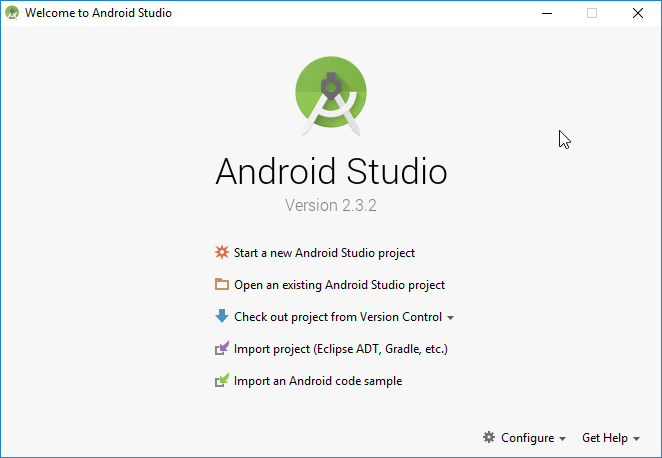 Welcome to Android Studio
Android Studio
Version 2.3.2
Start a new Android Studio project
Open an existing Android Studio project
Check out project from Version Control
Import project (Eclipse ADT, Gradle, etc.)
Import an Android code sample
Configure Get Help